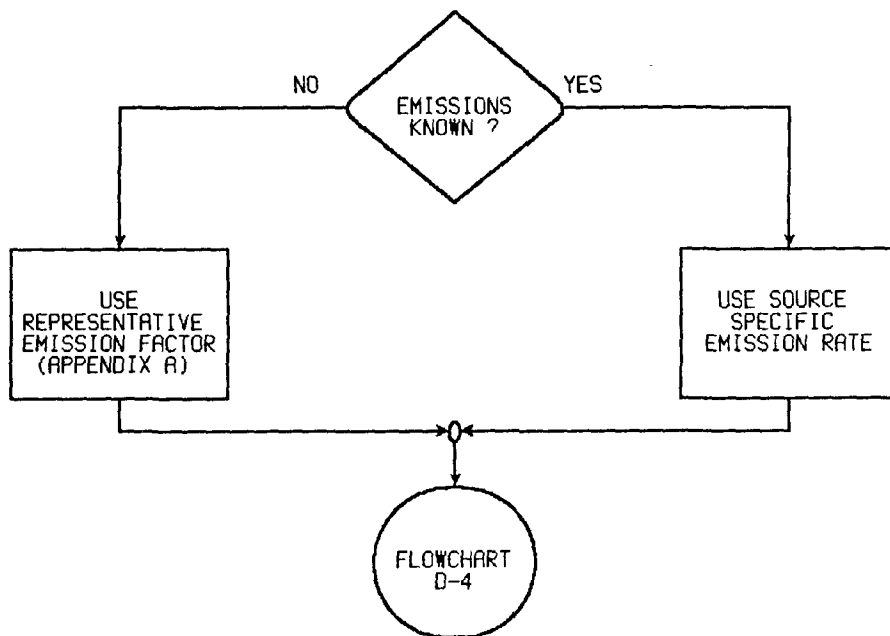 NO
YES
EMISSIONS
KNOWN ?
USE
REPRESENTATIVE
EMISSION FACTOR
(APPENDIX A)
USE SOURCE
SPECIFIC
EMISSION RATE
FLOWCHART
D-4